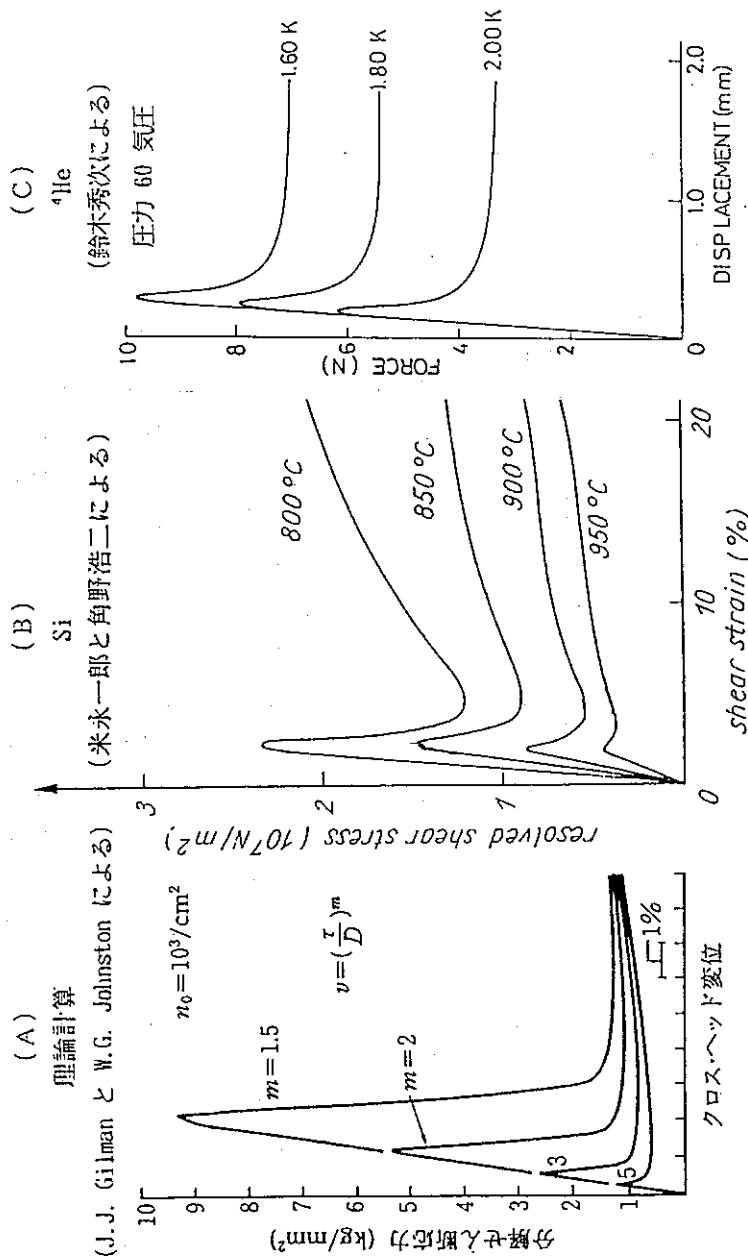 (A)
理論計算
(J.J. Gilman と W.G. Johnston による)
n₀=10³/cm²
v=(τ/D)ᵐ
m=1.5
m=2
3
5
1%
10
9
8
7
6
5
4
3
2
1
分解せん断応力 (kg/mm²)
クロス・ヘッド変位
(B)
Si
(米永一郎と角野浩二による)
3
2
1
0
10
20
resolved shear stress (10⁷N/m²)
shear strain (%)
800°C
850°C
900°C
950°C
(C)
⁴He
(鈴木秀次による)
圧力 60 気圧
10
8
6
4
2
FORCE (N)
1.60 K
1.80 K
2.00 K
1.0
2.0
DISPLACEMENT (mm)